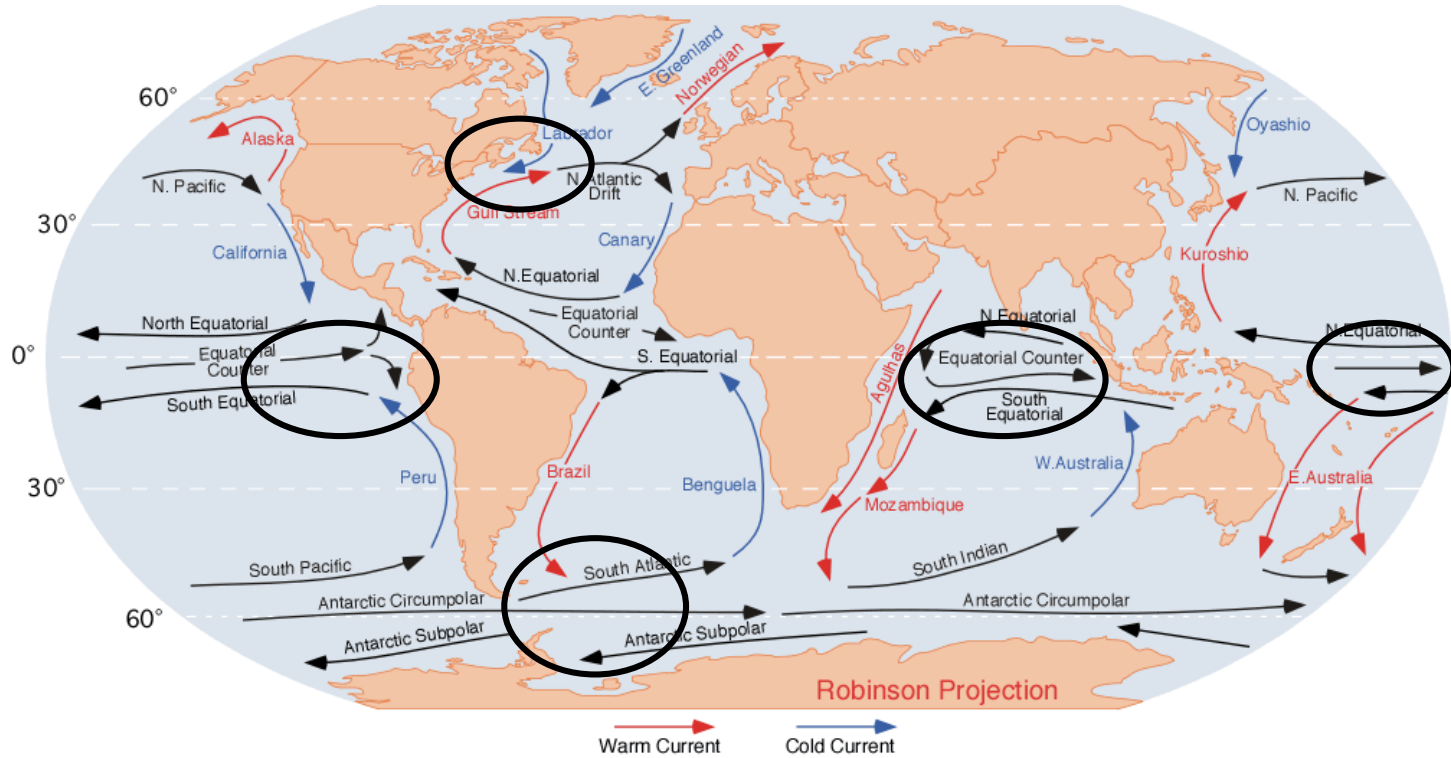 E. Greenland
Norwegian
60°
Labrador
Oyashio
Alaska
N. Pacific
N. Atlantic
Drift
N. Pacific
Gulf Stream
30°
California
Canary
Kuroshio
N.Equatorial
North Equatorial
Equatorial
Counter
N.Equatorial
N.Equatorial
0°
Equatorial
Counter
S. Equatorial
Agulhas
Equatorial Counter
South Equatorial
South
Equatorial
Peru
Brazil
Benguela
W.Australia
E.Australia
30°
Mozambique
South Pacific
South Atlantic
South Indian
Antarctic Circumpolar
Antarctic Circumpolar
60°
Antarctic Subpolar
Antarctic Subpolar
Robinson Projection
Warm Current
Cold Current